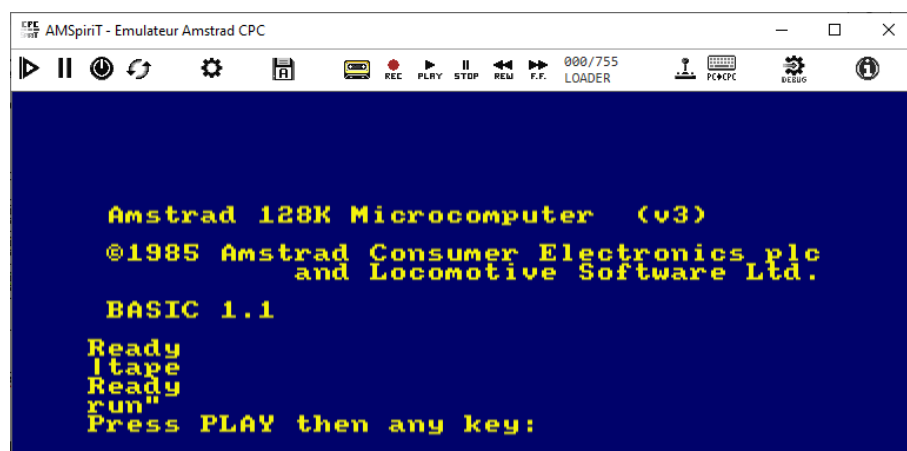 AMSpiriT - Emulateur Amstrad CPC
REC PLAY STOP REW F.F. 000/755 LOADER PC CPC DEBUG
Amstrad 128K Microcomputer (v3)
©1985 Amstrad Consumer Electronics plc
and Locomotive Software Ltd.
BASIC 1.1
Ready
|tape
Ready
run"
Press PLAY then any key: